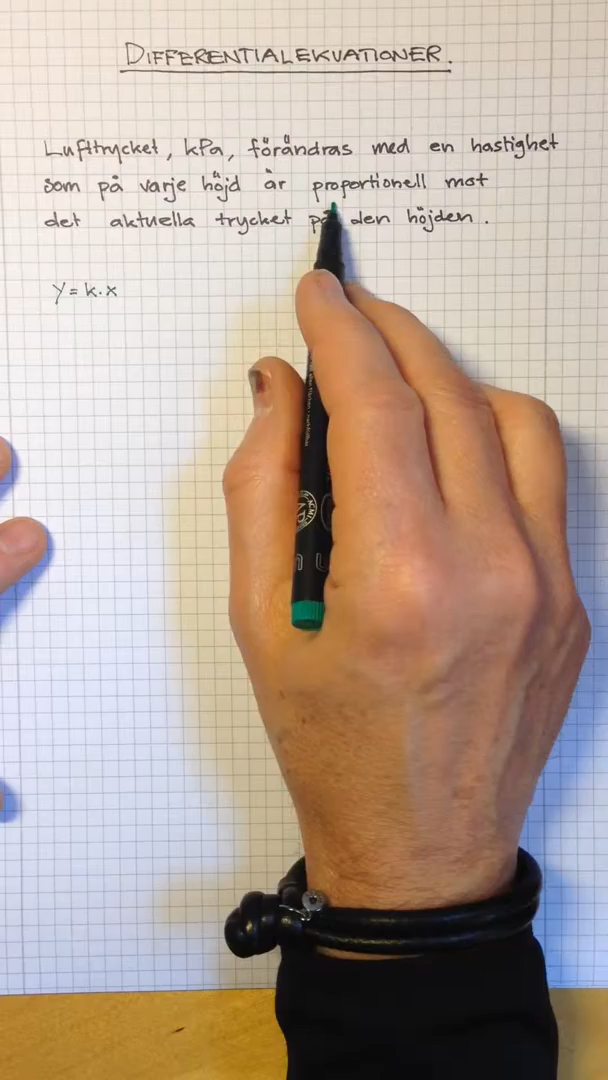 DIFFERENTIALEKVATIONER.
Lufttrycket, kPa, förändras med en hastighet
som på varje höjd är proportionell mot
det aktuella trycket på den höjden.
y = k·x